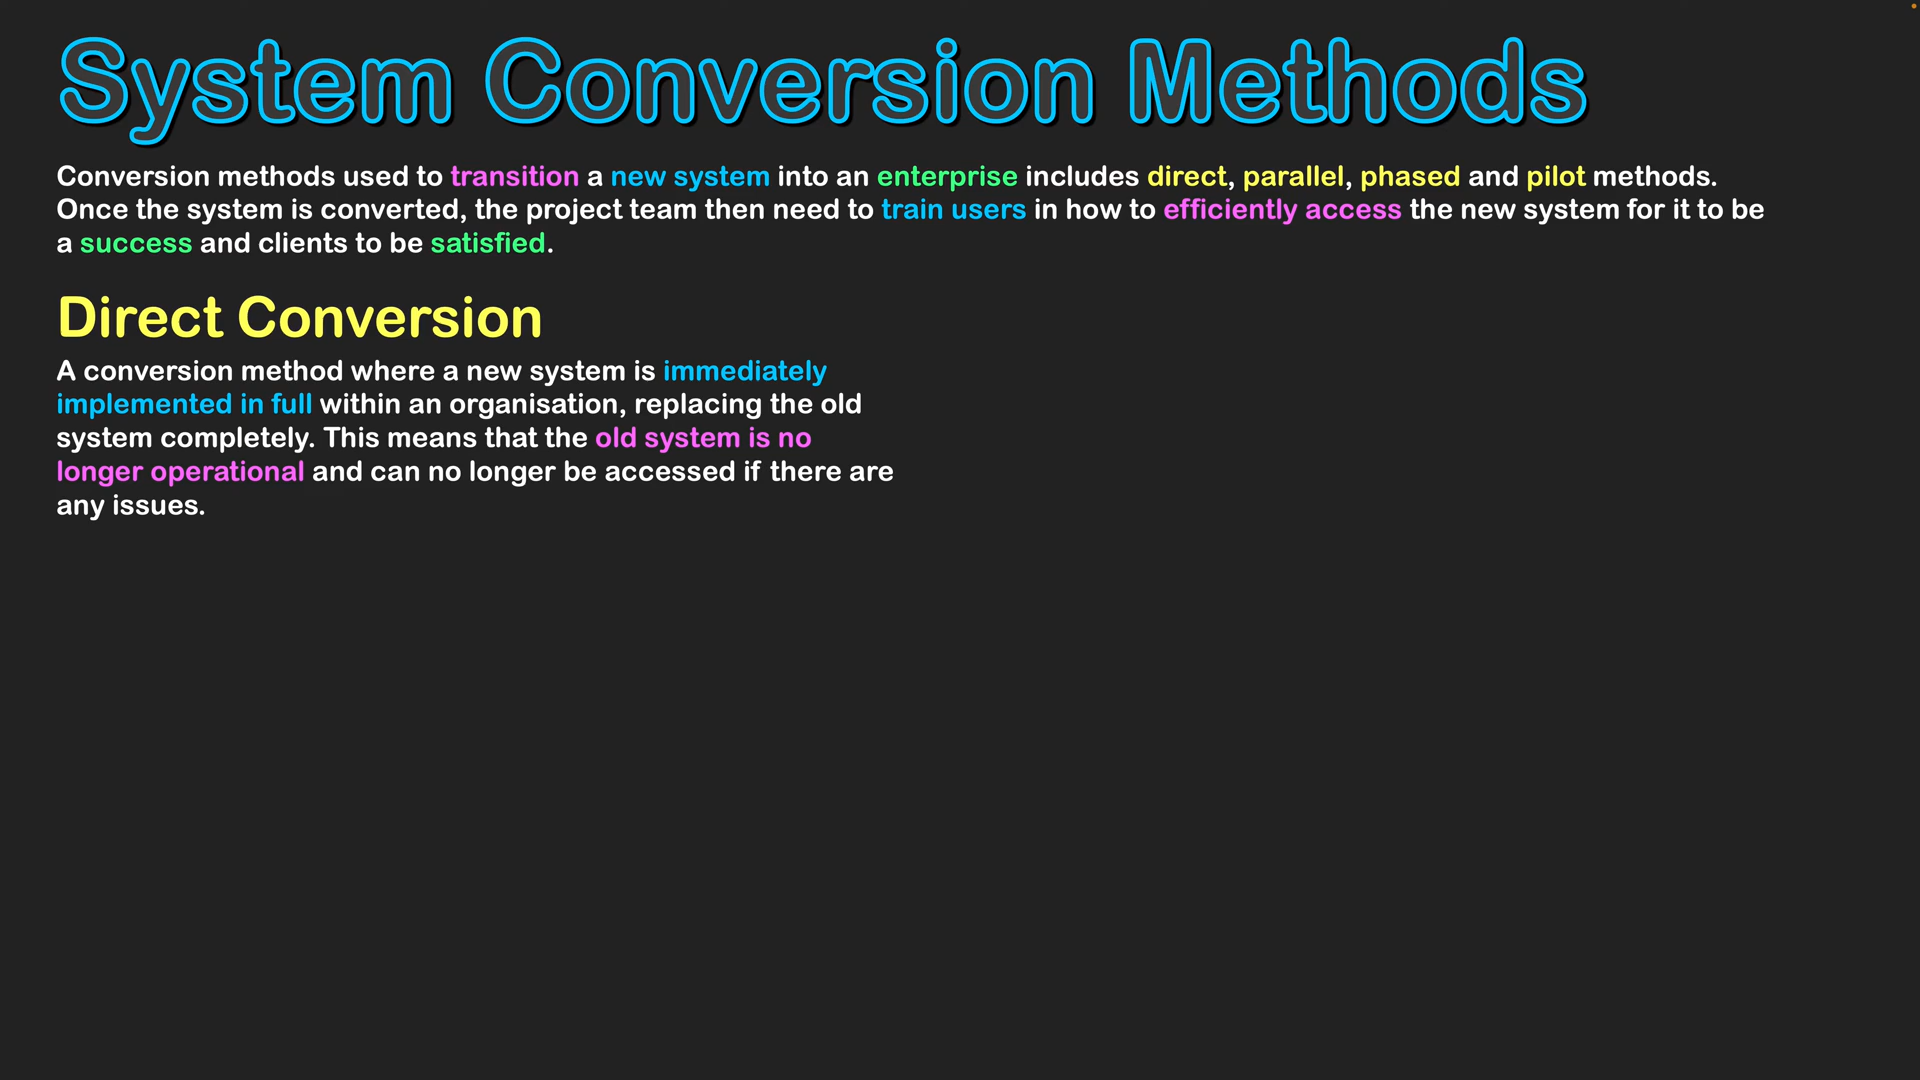 System Conversion Methods
Conversion methods used to transition a new system into an enterprise includes direct, parallel, phased and pilot methods.
Once the system is converted, the project team then need to train users in how to efficiently access the new system for it to be
a success and clients to be satisfied.
Direct Conversion
A conversion method where a new system is immediately
implemented in full within an organisation, replacing the old
system completely. This means that the old system is no
longer operational and can no longer be accessed if there are
any issues.